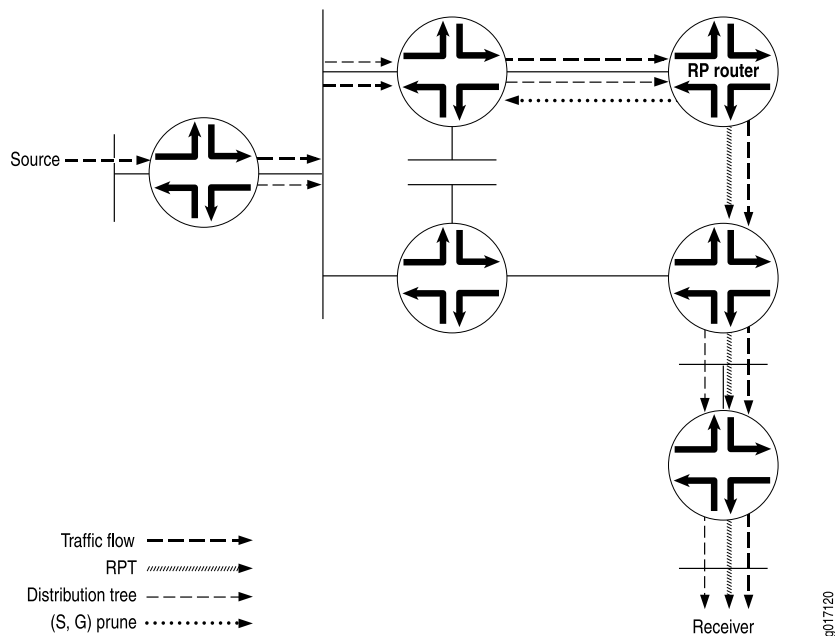 RP router
Source
Traffic flow
RPT
Distribution tree
(S, G) prune
Receiver
g017120